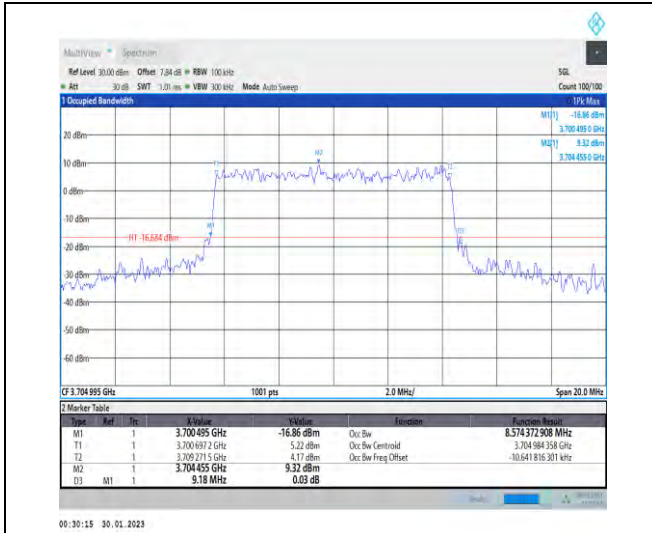 MultiView Spectrum
Ref Level 30.00 dBm Offset 7.84 dB RBW 100 kHz SGL
Att 30 dB SWT 1.01 ms VBW 300 kHz Mode Auto Sweep Count 100/100
1 Occupied Bandwidth 1Pk Max
M1[1] -16.86 dBm
3.700 495 0 GHz
M2[1] 9.32 dBm
3.704 455 0 GHz
20 dBm
M2
T1
10 dBm
0 dBm
-10 dBm
M1
H1 -16.684 dBm
D3
-20 dBm
-30 dBm
-40 dBm
-50 dBm
-60 dBm
CF 3.704 995 GHz 1001 pts 2.0 MHz/ Span 20.0 MHz
2 Marker Table
Type Ref Trc X-Value Y-Value Function Function Result
M1 1 3.700 495 GHz -16.86 dBm Occ Bw 8.574 372 908 MHz
T1 1 3.700 697 2 GHz 5.22 dBm Occ Bw Centroid 3.704 984 358 GHz
T2 1 3.709 271 5 GHz 4.17 dBm Occ Bw Freq Offset -10.641 816 301 kHz
M2 1 3.704 455 GHz 9.32 dBm
D3 M1 1 9.18 MHz 0.03 dB
00:30:15 30.01.2023